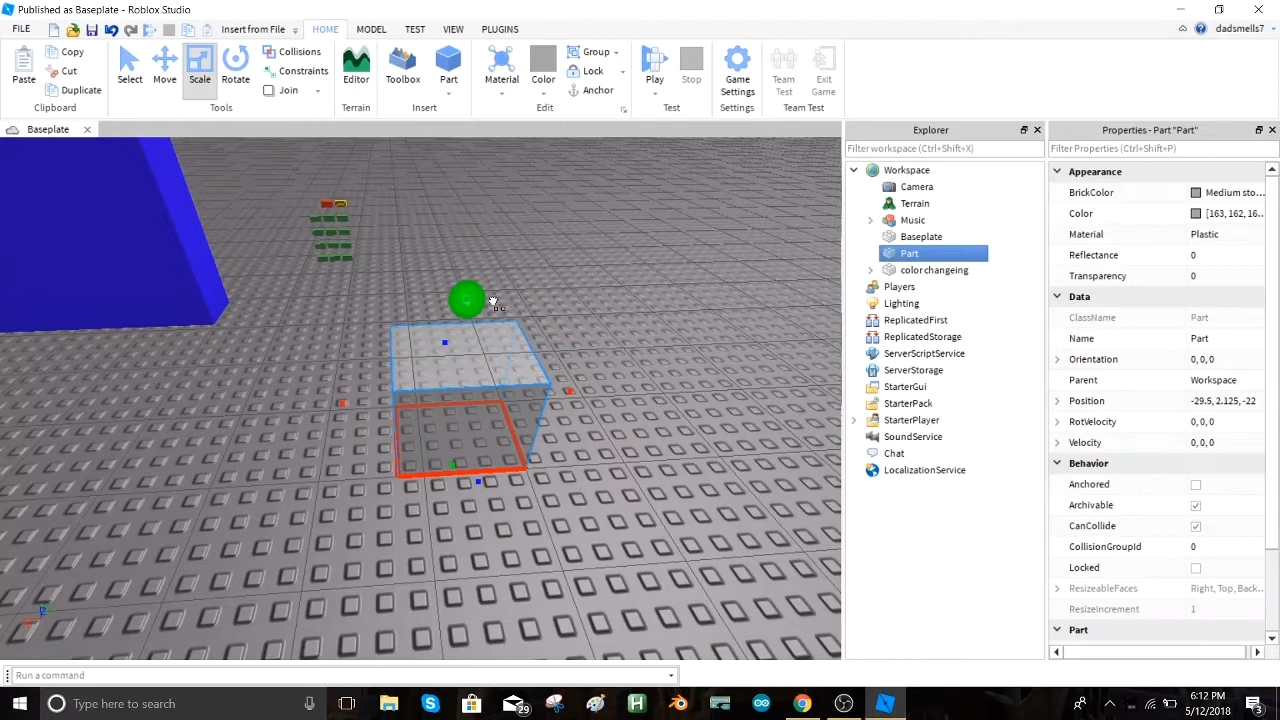 Published as Baseplate - Roblox Studio
FILE Insert from File HOME MODEL TEST VIEW PLUGINS dadsmells7
Paste Copy Cut Duplicate Select Move Scale Rotate Collisions Constraints Join Editor Toolbox Part Material Color Group Lock Anchor Play Stop Game Settings Team Test Exit Game
Clipboard Tools Terrain Insert Edit Test Settings Team Test
Baseplate
Explorer
Filter workspace (Ctrl+Shift+X)
Workspace
Camera
Terrain
Music
Baseplate
Part
color changeing
Players
Lighting
ReplicatedFirst
ReplicatedStorage
ServerScriptService
ServerStorage
StarterGui
StarterPack
StarterPlayer
SoundService
Chat
LocalizationService
Properties - Part "Part"
Filter Properties (Ctrl+Shift+P)
Appearance
BrickColor Medium sto...
Color [163, 162, 16...
Material Plastic
Reflectance 0
Transparency 0
Data
ClassName Part
Name Part
Orientation 0, 0, 0
Parent Workspace
Position -29.5, 2.125, -22
RotVelocity 0, 0, 0
Velocity 0, 0, 0
Behavior
Anchored
Archivable
CanCollide
CollisionGroupId 0
Locked
ResizeableFaces Right, Top, Back...
ResizeIncrement 1
Part
Run a command
Type here to search
29
6:12 PM
5/12/2018
3